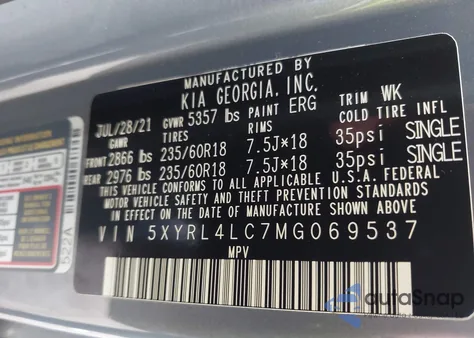 MANUFACTURED BY
KIA GEORGIA, INC.
JUL/28/21 GVWR 5357 lbs PAINT ERG TRIM WK
GAWR TIRES RIMS COLD TIRE INFL
FRONT 2866 lbs 235/60R18 7.5J*18 35psi SINGLE
REAR 2976 lbs 235/60R18 7.5J*18 35psi SINGLE
THIS VEHICLE CONFORMS TO ALL APPLICABLE U.S.A. FEDERAL
MOTOR VEHICLE SAFETY, BUMPER, AND
THEFT PREVENTION STANDARDS
IN EFFECT ON THE DATE OF MANUFACTURE SHOWN ABOVE.
VIN 5XYRL4LC7MG069537
MPV
522A
autaSnap